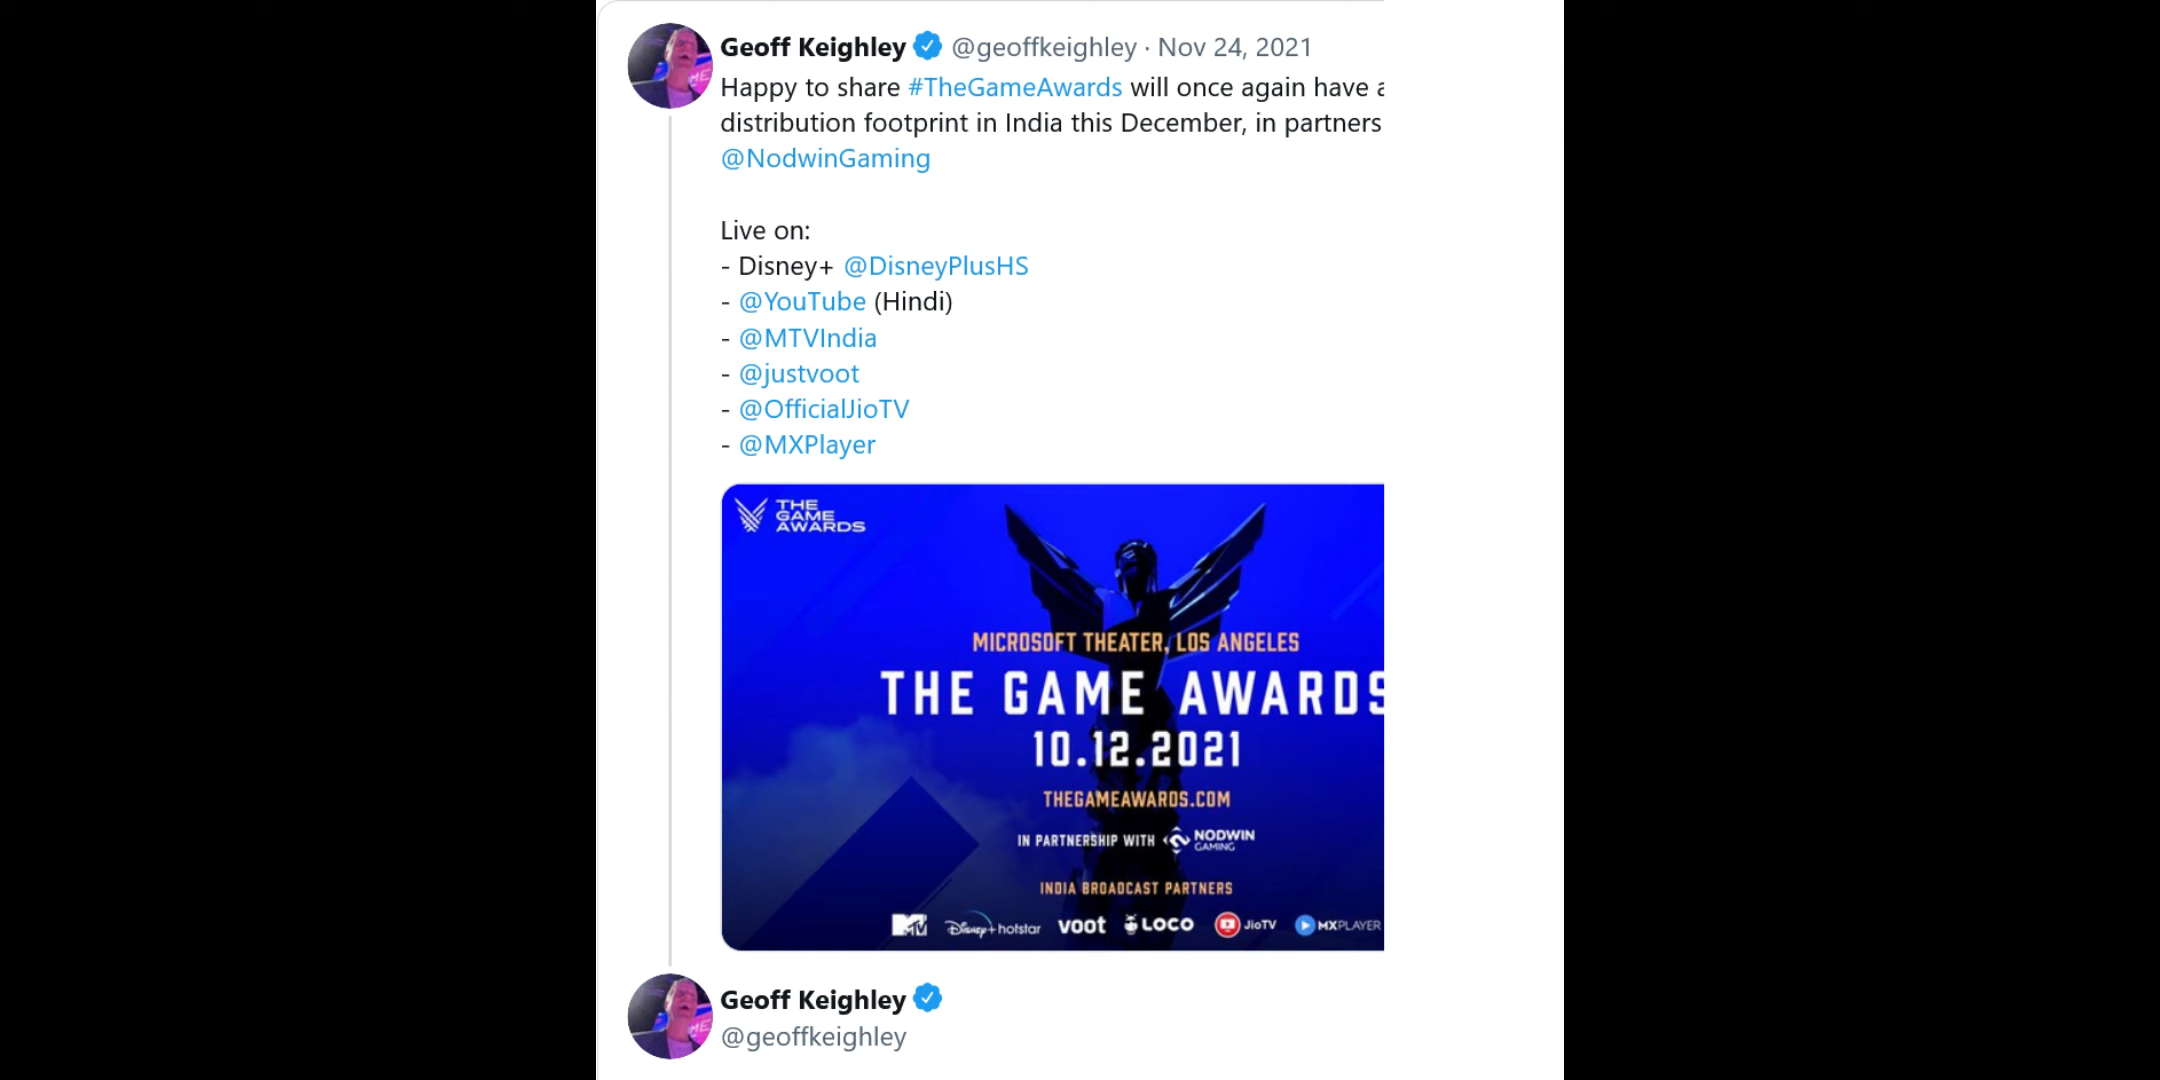 Geoff Keighley @geoffkeighley · Nov 24, 2021
Happy to share #TheGameAwards will once again have a
distribution footprint in India this December, in partners
@NodwinGaming
Live on:
- Disney+ @DisneyPlusHS
- @YouTube (Hindi)
- @MTVIndia
- @justvoot
- @OfficialJioTV
- @MXPlayer
THE
GAME
AWARDS
MICROSOFT THEATER, LOS ANGELES
THE GAME AWARDS
10.12.2021
THEGAMEAWARDS.COM
IN PARTNERSHIP WITH NODWIN
GAMING
INDIA BROADCAST PARTNERS
MTV Disney+ hotstar voot LOCO JioTV MXPLAYER
Geoff Keighley
@geoffkeighley